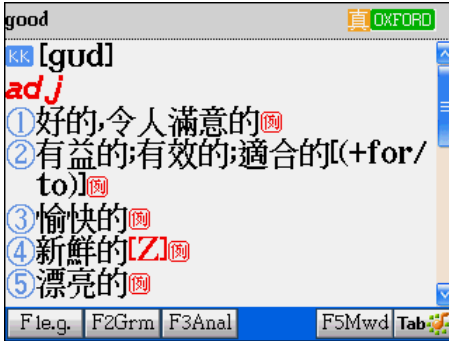 good 直 OXFORD
KK [gud]
adj
①好的,令人滿意的例
②有益的;有效的;適合的[(+for/
to)]例
③愉快的例
④新鮮的[Z]例
⑤漂亮的例
F1e.g. F2Grm F3Anal F5Mwd Tab